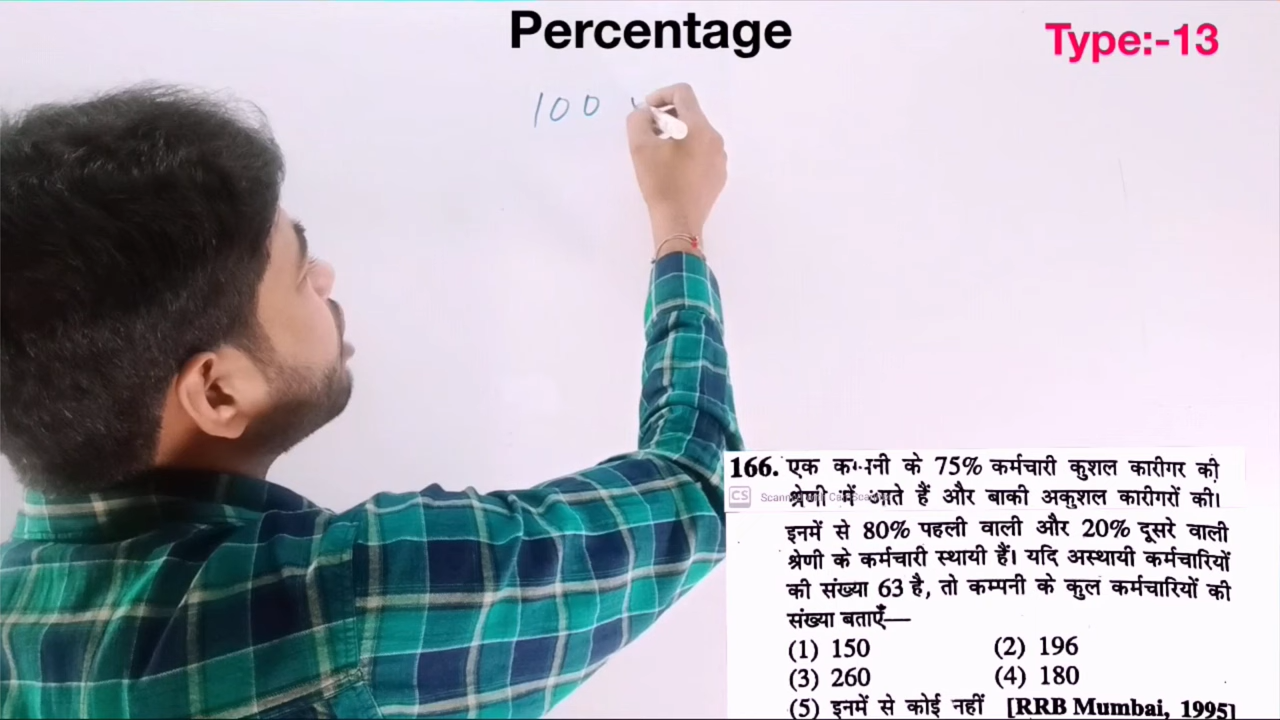 Percentage
Type:-13
100
166. एक कम्पनी के 75% कर्मचारी कुशल कारीगर की
श्रेणी में आते हैं और बाकी अकुशल कारीगरों की।
इनमें से 80% पहली वाली और 20% दूसरे वाली
श्रेणी के कर्मचारी स्थायी हैं। यदि अस्थायी कर्मचारियों
की संख्या 63 है, तो कम्पनी के कुल कर्मचारियों की
संख्या बताएँ—
(1) 150 (2) 196
(3) 260 (4) 180
(5) इनमें से कोई नहीं [RRB Mumbai, 1995]